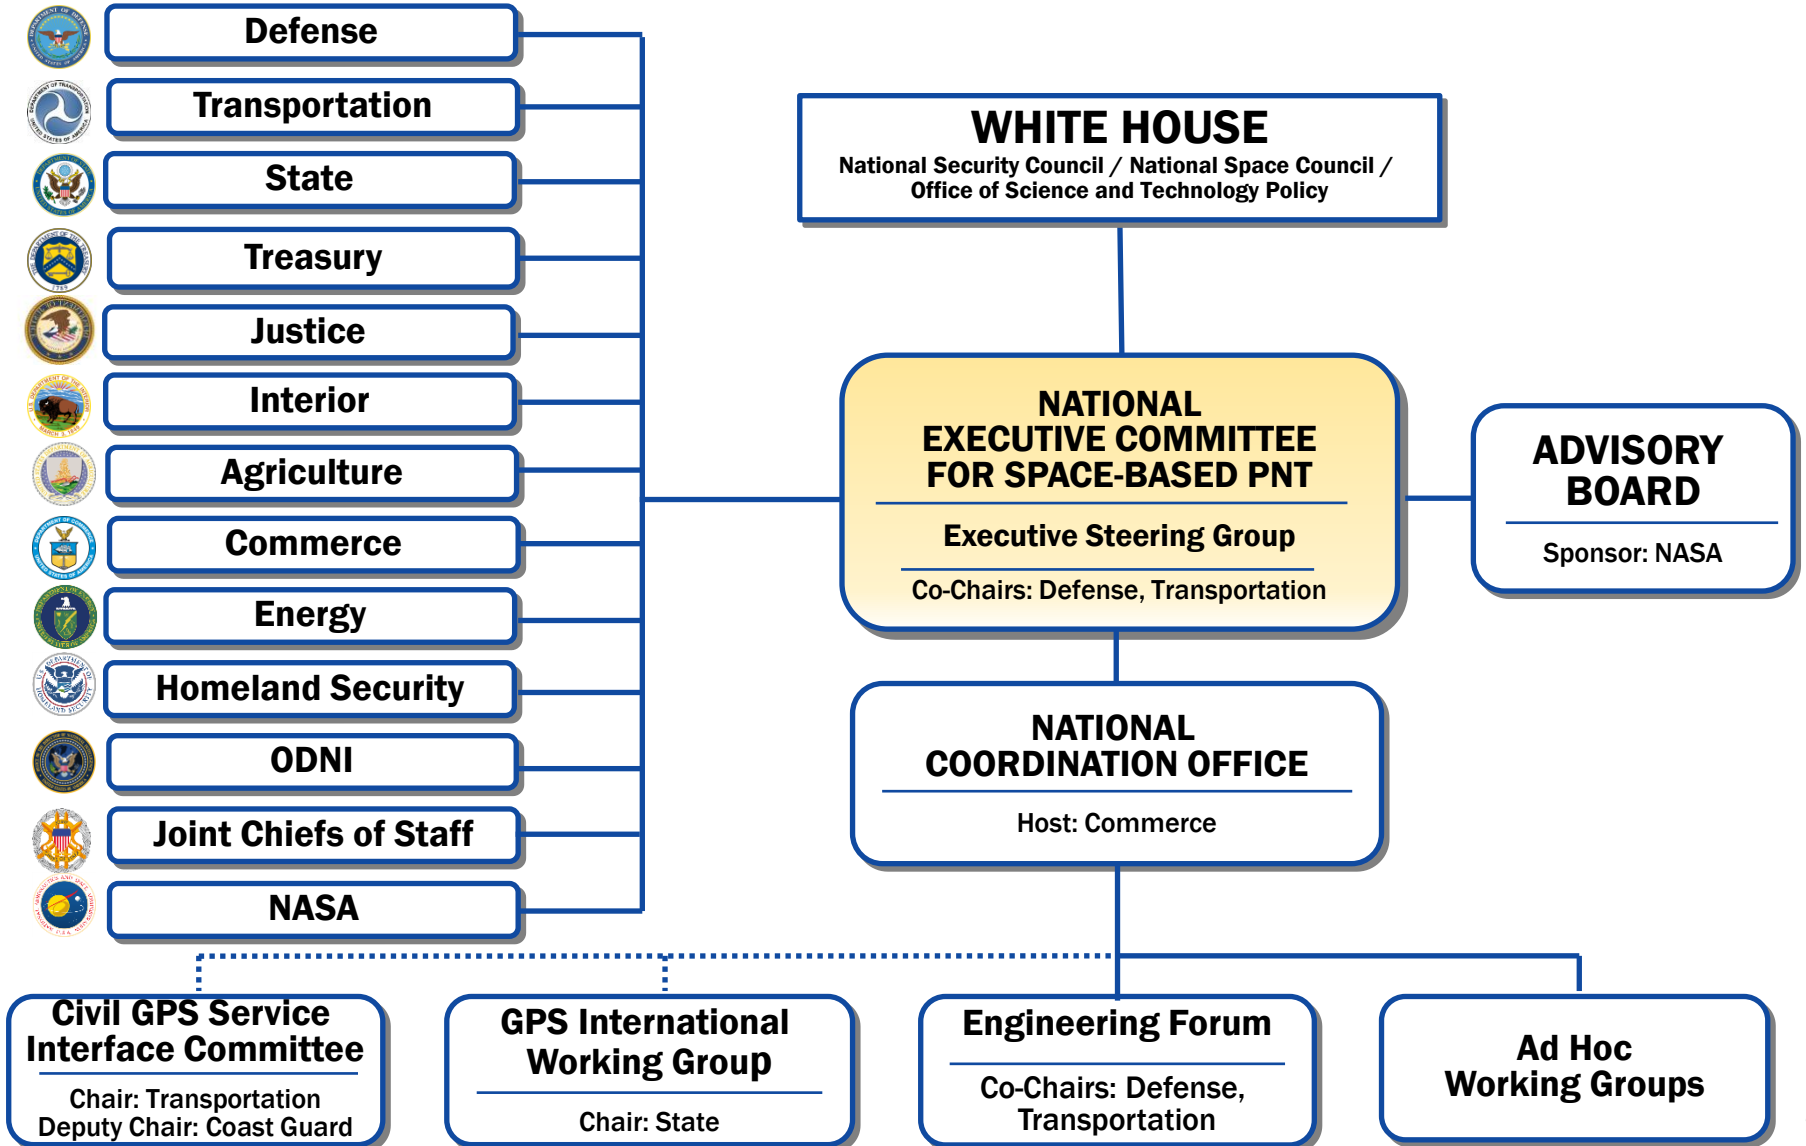 Defense
Transportation
State
Treasury
Justice
Interior
Agriculture
Commerce
Energy
Homeland Security
ODNI
Joint Chiefs of Staff
NASA
WHITE HOUSE
National Security Council / National Space Council /
Office of Science and Technology Policy
NATIONAL
EXECUTIVE COMMITTEE
FOR SPACE-BASED PNT
Executive Steering Group
Co-Chairs: Defense, Transportation
ADVISORY
BOARD
Sponsor: NASA
NATIONAL
COORDINATION OFFICE
Host: Commerce
Civil GPS Service
Interface Committee
Chair: Transportation
Deputy Chair: Coast Guard
GPS International
Working Group
Chair: State
Engineering Forum
Co-Chairs: Defense,
Transportation
Ad Hoc
Working Groups